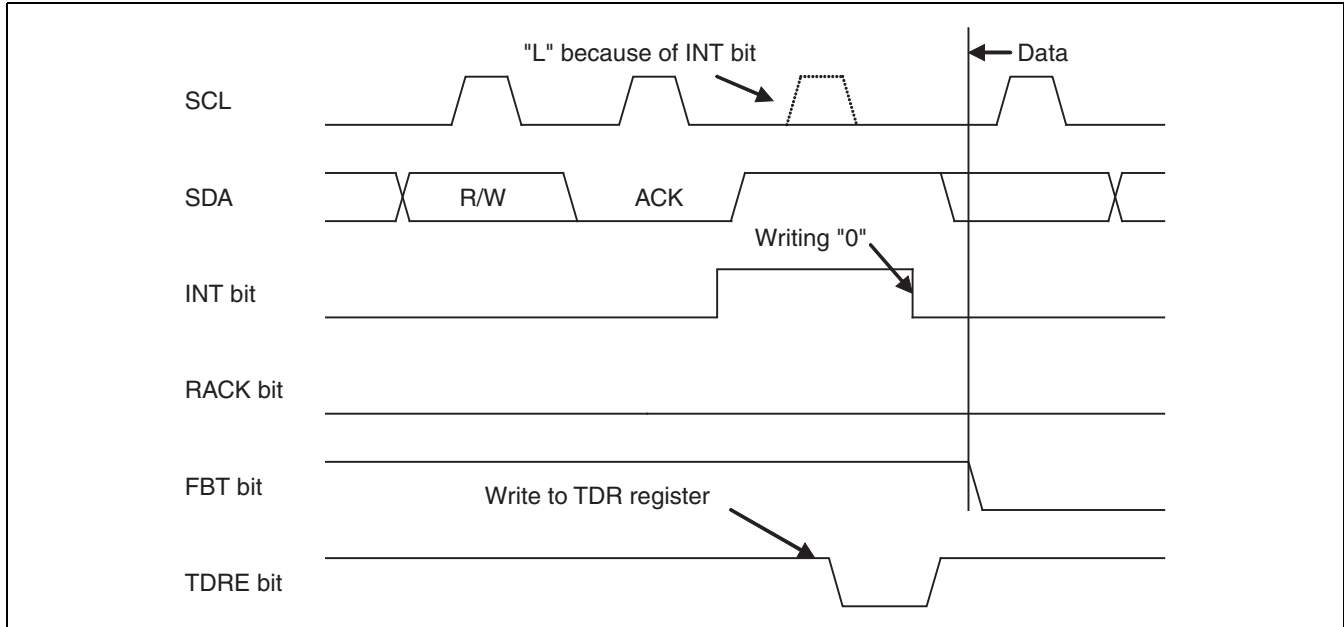 "L" because of INT bit
Data
SCL
SDA
R/W
ACK
Writing "0"
INT bit
RACK bit
FBT bit
Write to TDR register
TDRE bit